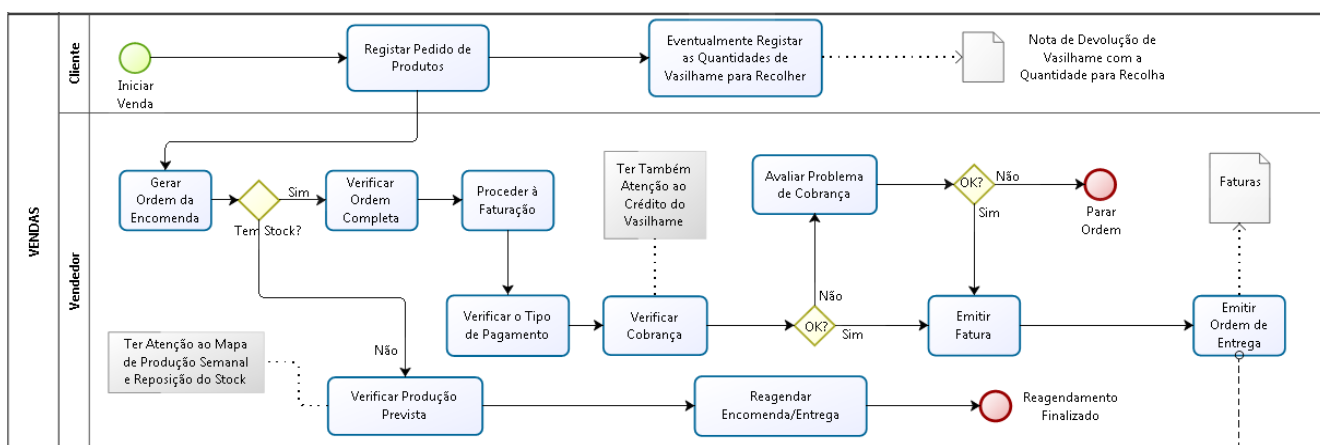 VENDAS
Cliente
Iniciar
Venda
Registar Pedido de
Produtos
Eventualmente Registar
as Quantidades de
Vasilhame para Recolher
Nota de Devolução de
Vasilhame com a
Quantidade para Recolha
Vendedor
Gerar
Ordem da
Encomenda
Tem Stock?
Sim
Verificar
Ordem
Completa
Proceder à
Faturação
Ter Também
Atenção ao
Crédito do
Vasilhame
Avaliar Problema
de Cobrança
OK?
Não
Sim
Parar
Ordem
Faturas
Verificar o Tipo
de Pagamento
Verificar
Cobrança
OK?
Não
Sim
Emitir
Fatura
Emitir
Ordem de
Entrega
Ter Atenção ao Mapa
de Produção Semanal
e Reposição do Stock
Não
Verificar Produção
Prevista
Reagendar
Encomenda/Entrega
Reagendamento
Finalizado